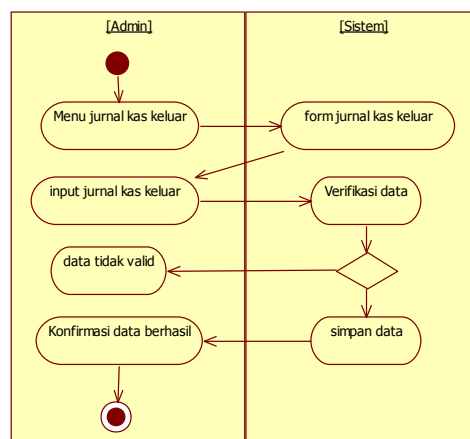 [Admin]
[Sistem]
Menu jurnal kas keluar
form jurnal kas keluar
input jurnal kas keluar
Verifikasi data
data tidak valid
Konfirmasi data berhasil
simpan data